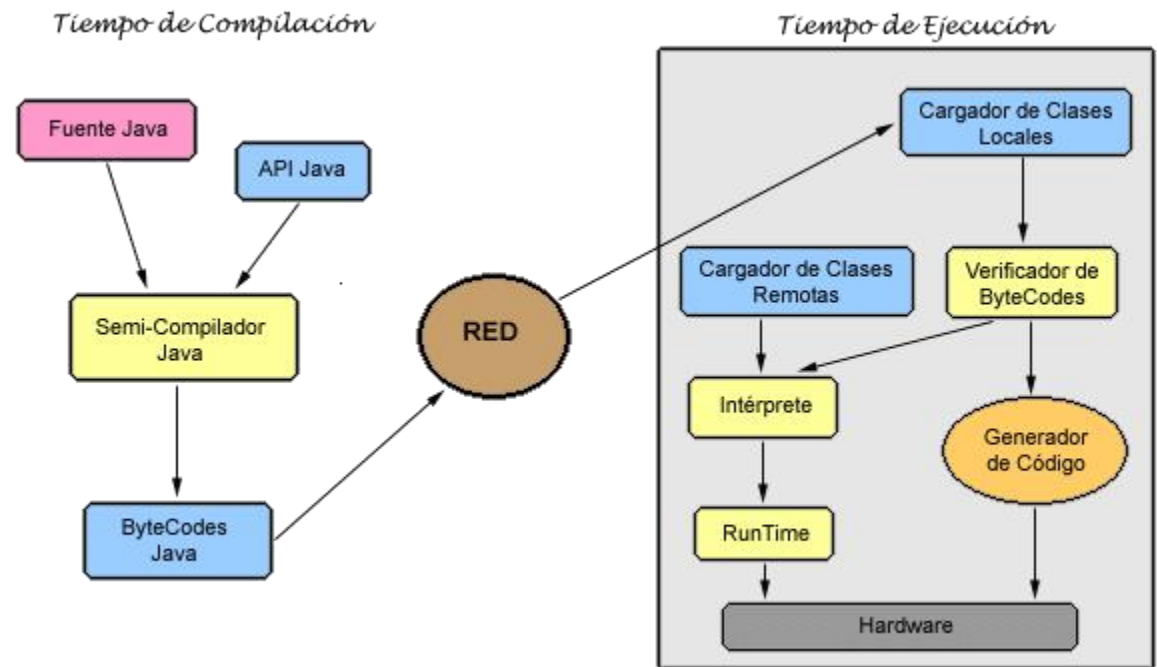 Tiempo de Compilación
Tiempo de Ejecución
Fuente Java
API Java
Semi-Compilador
Java
ByteCodes
Java
RED
Cargador de Clases
Locales
Cargador de Clases
Remotas
Verificador de
ByteCodes
Intérprete
Generador
de Código
RunTime
Hardware